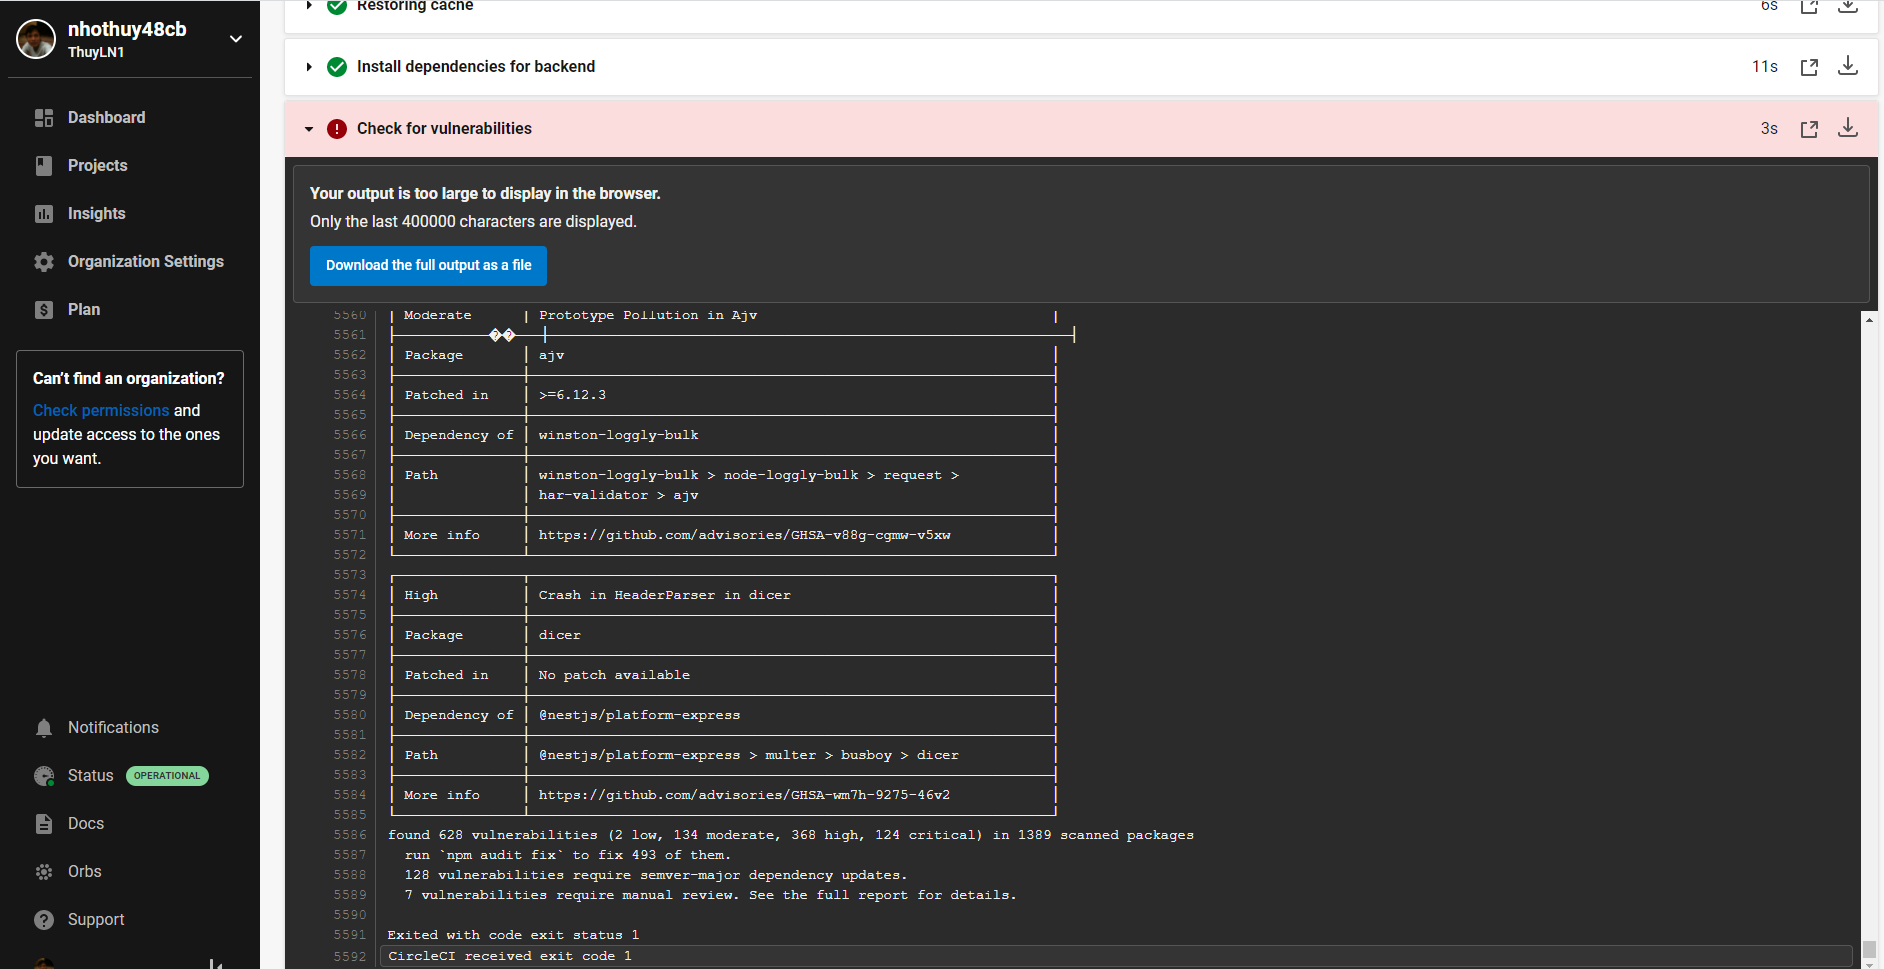 nhothuy48cb
ThuyLN1
Dashboard
Projects
Insights
Organization Settings
Plan
Can't find an organization?
Check permissions and
update access to the ones
you want.
Notifications
Status OPERATIONAL
Docs
Orbs
Support
Restoring cache 6s
Install dependencies for backend 11s
Check for vulnerabilities 3s
Your output is too large to display in the browser.
Only the last 400000 characters are displayed.
Download the full output as a file
5560 | Moderate | Prototype Pollution in Ajv |
5561
5562 | Package | ajv |
5563
5564 | Patched in | >=6.12.3 |
5565
5566 | Dependency of | winston-loggly-bulk |
5567
5568 | Path | winston-loggly-bulk > node-loggly-bulk > request > |
5569 | | har-validator > ajv |
5570
5571 | More info | https://github.com/advisories/GHSA-v88g-cgmw-v5xw |
5572
5573
5574 | High | Crash in HeaderParser in dicer |
5575
5576 | Package | dicer |
5577
5578 | Patched in | No patch available |
5579
5580 | Dependency of | @nestjs/platform-express |
5581
5582 | Path | @nestjs/platform-express > multer > busboy > dicer |
5583
5584 | More info | https://github.com/advisories/GHSA-wm7h-9275-46v2 |
5585
5586 found 628 vulnerabilities (2 low, 134 moderate, 368 high, 124 critical) in 1389 scanned packages
5587 run `npm audit fix` to fix 493 of them.
5588 128 vulnerabilities require semver-major dependency updates.
5589 7 vulnerabilities require manual review. See the full report for details.
5590
5591 Exited with code exit status 1
5592 CircleCI received exit code 1